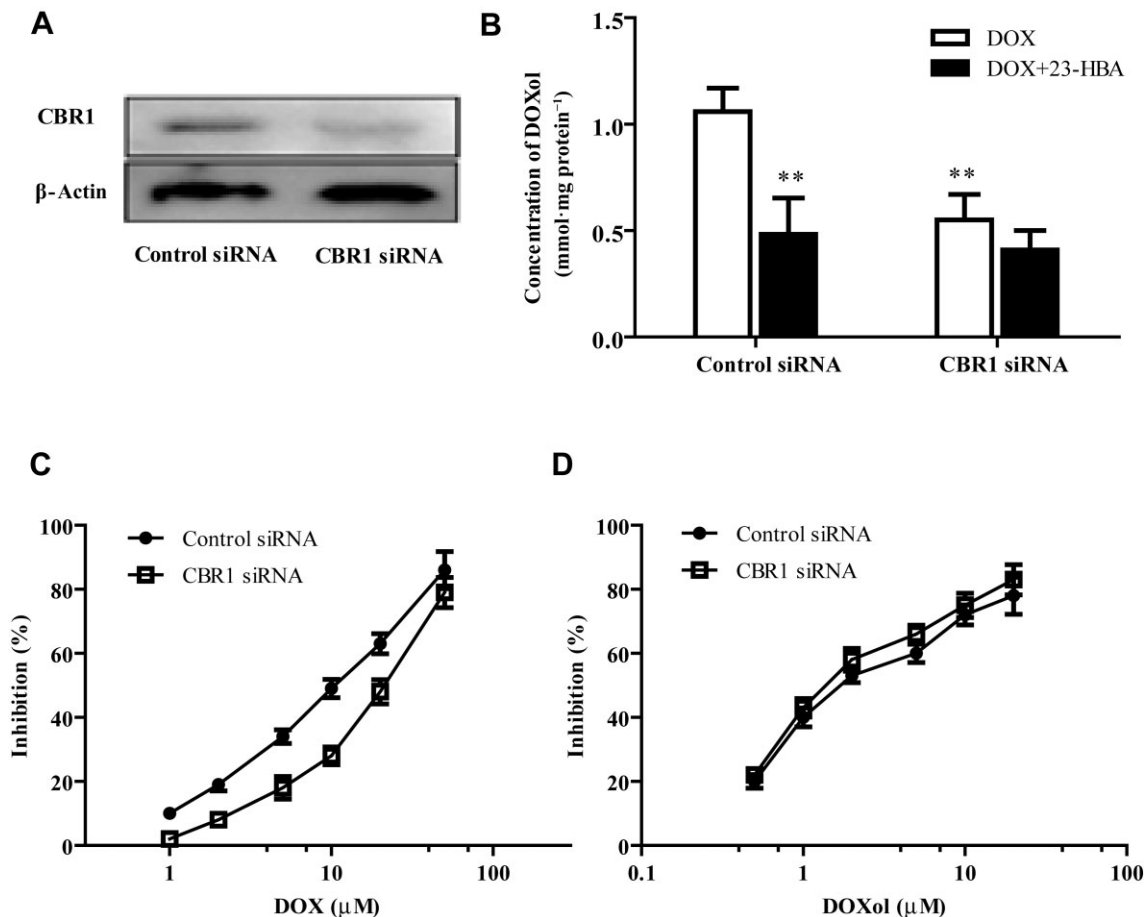 A
CBR1
β-Actin
Control siRNA CBR1 siRNA
B
Concentration of DOXol
(mmol·mg protein⁻¹)
1.5
1.0
0.5
0.0
DOX
DOX+23-HBA
**
**
Control siRNA CBR1 siRNA
C
Inhibition (%)
100
80
60
40
20
0
Control siRNA
CBR1 siRNA
1 10 100
DOX (μM)
D
Inhibition (%)
100
80
60
40
20
0
Control siRNA
CBR1 siRNA
0.1 1 10 100
DOXol (μM)